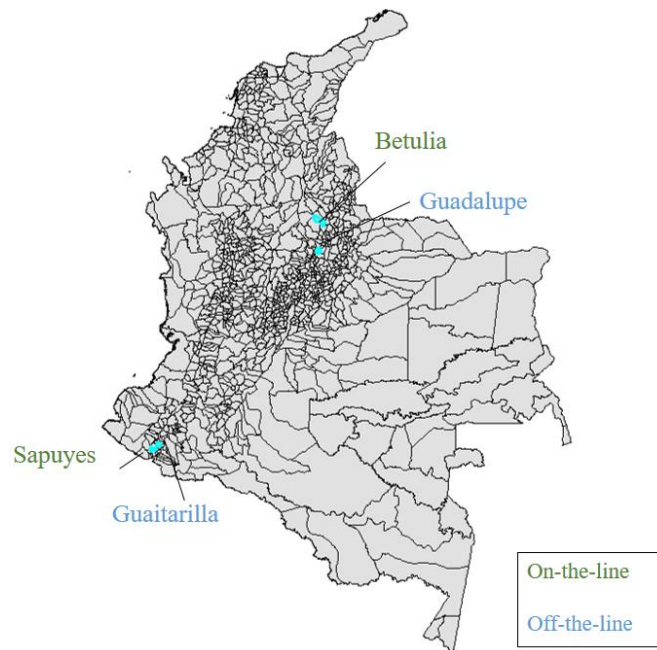 Betulia
Guadalupe
Sapuyes
Guaitarilla
On-the-line
Off-the-line